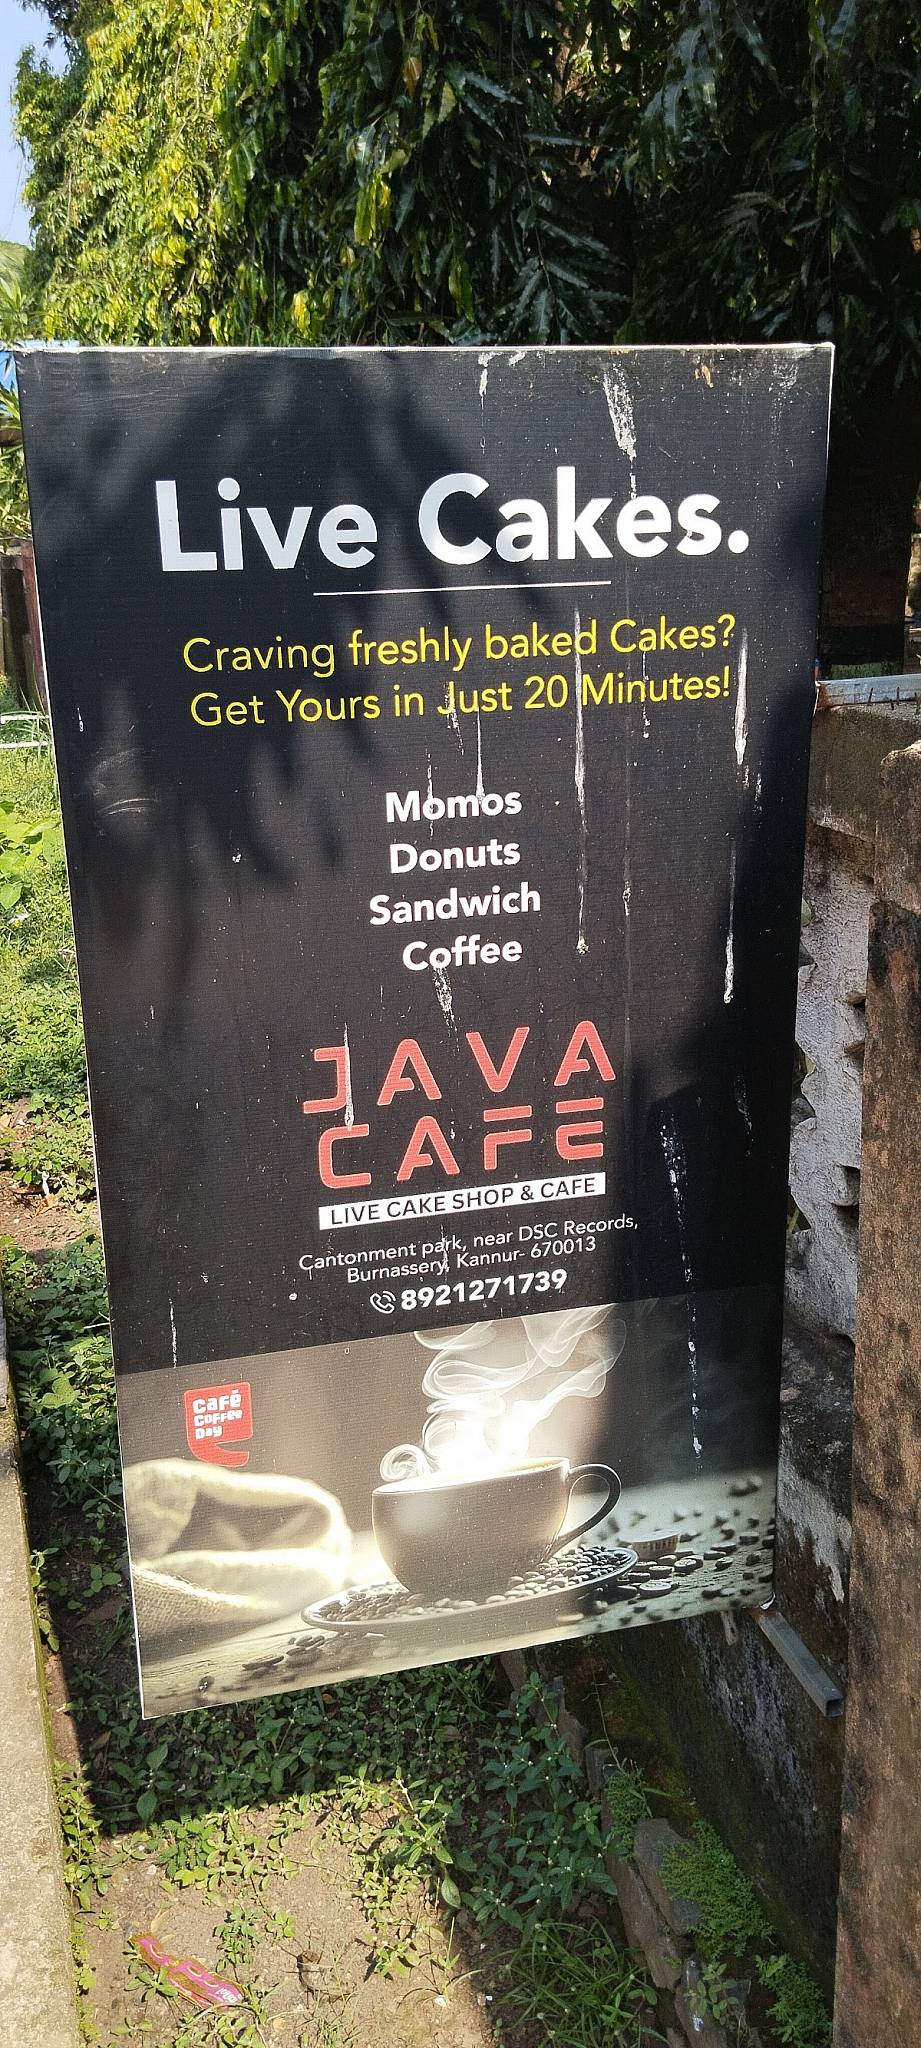 Live Cakes.
Craving freshly baked Cakes?
Get Yours in Just 20 Minutes!
Momos
Donuts
Sandwich
Coffee
JAVA
CAFE
LIVE CAKE SHOP & CAFE
Cantonment park, near DSC Records,
Burnassery, Kannur- 670013
8921271739
Café
Coffee
Day